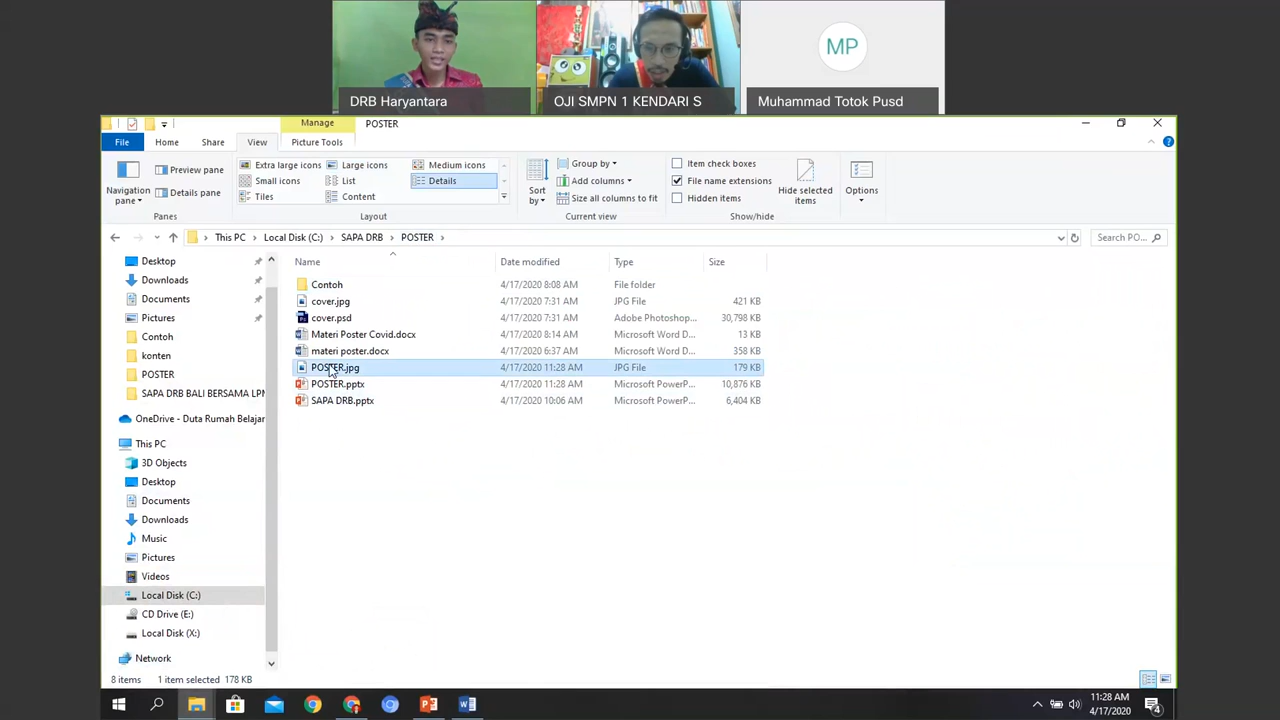 MP
DRB Haryantara
OJI SMPN 1 KENDARI S
Muhammad Totok Pusd
Manage
POSTER
File
Home
Share
View
Picture Tools
Navigation pane
Preview pane
Details pane
Panes
Extra large icons
Large icons
Medium icons
Small icons
List
Details
Tiles
Content
Layout
Sort by
Group by
Add columns
Size all columns to fit
Current view
Item check boxes
File name extensions
Hidden items
Hide selected items
Show/hide
Options
This PC > Local Disk (C:) > SAPA DRB > POSTER >
Search PO...
Desktop
Downloads
Documents
Pictures
Contoh
konten
POSTER
SAPA DRB BALI BERSAMA LPM
OneDrive - Duta Rumah Belajar
This PC
3D Objects
Desktop
Documents
Downloads
Music
Pictures
Videos
Local Disk (C:)
CD Drive (E:)
Local Disk (X:)
Network
Name Date modified Type Size
Contoh 4/17/2020 8:08 AM File folder
cover.jpg 4/17/2020 7:31 AM JPG File 421 KB
cover.psd 4/17/2020 7:31 AM Adobe Photoshop... 30,798 KB
Materi Poster Covid.docx 4/17/2020 8:14 AM Microsoft Word D... 13 KB
materi poster.docx 4/17/2020 6:37 AM Microsoft Word D... 358 KB
POSTER.jpg 4/17/2020 11:28 AM JPG File 179 KB
POSTER.pptx 4/17/2020 11:28 AM Microsoft PowerP... 10,876 KB
SAPA DRB.pptx 4/17/2020 10:06 AM Microsoft PowerP... 6,404 KB
8 items 1 item selected 178 KB
11:28 AM
4/17/2020
4